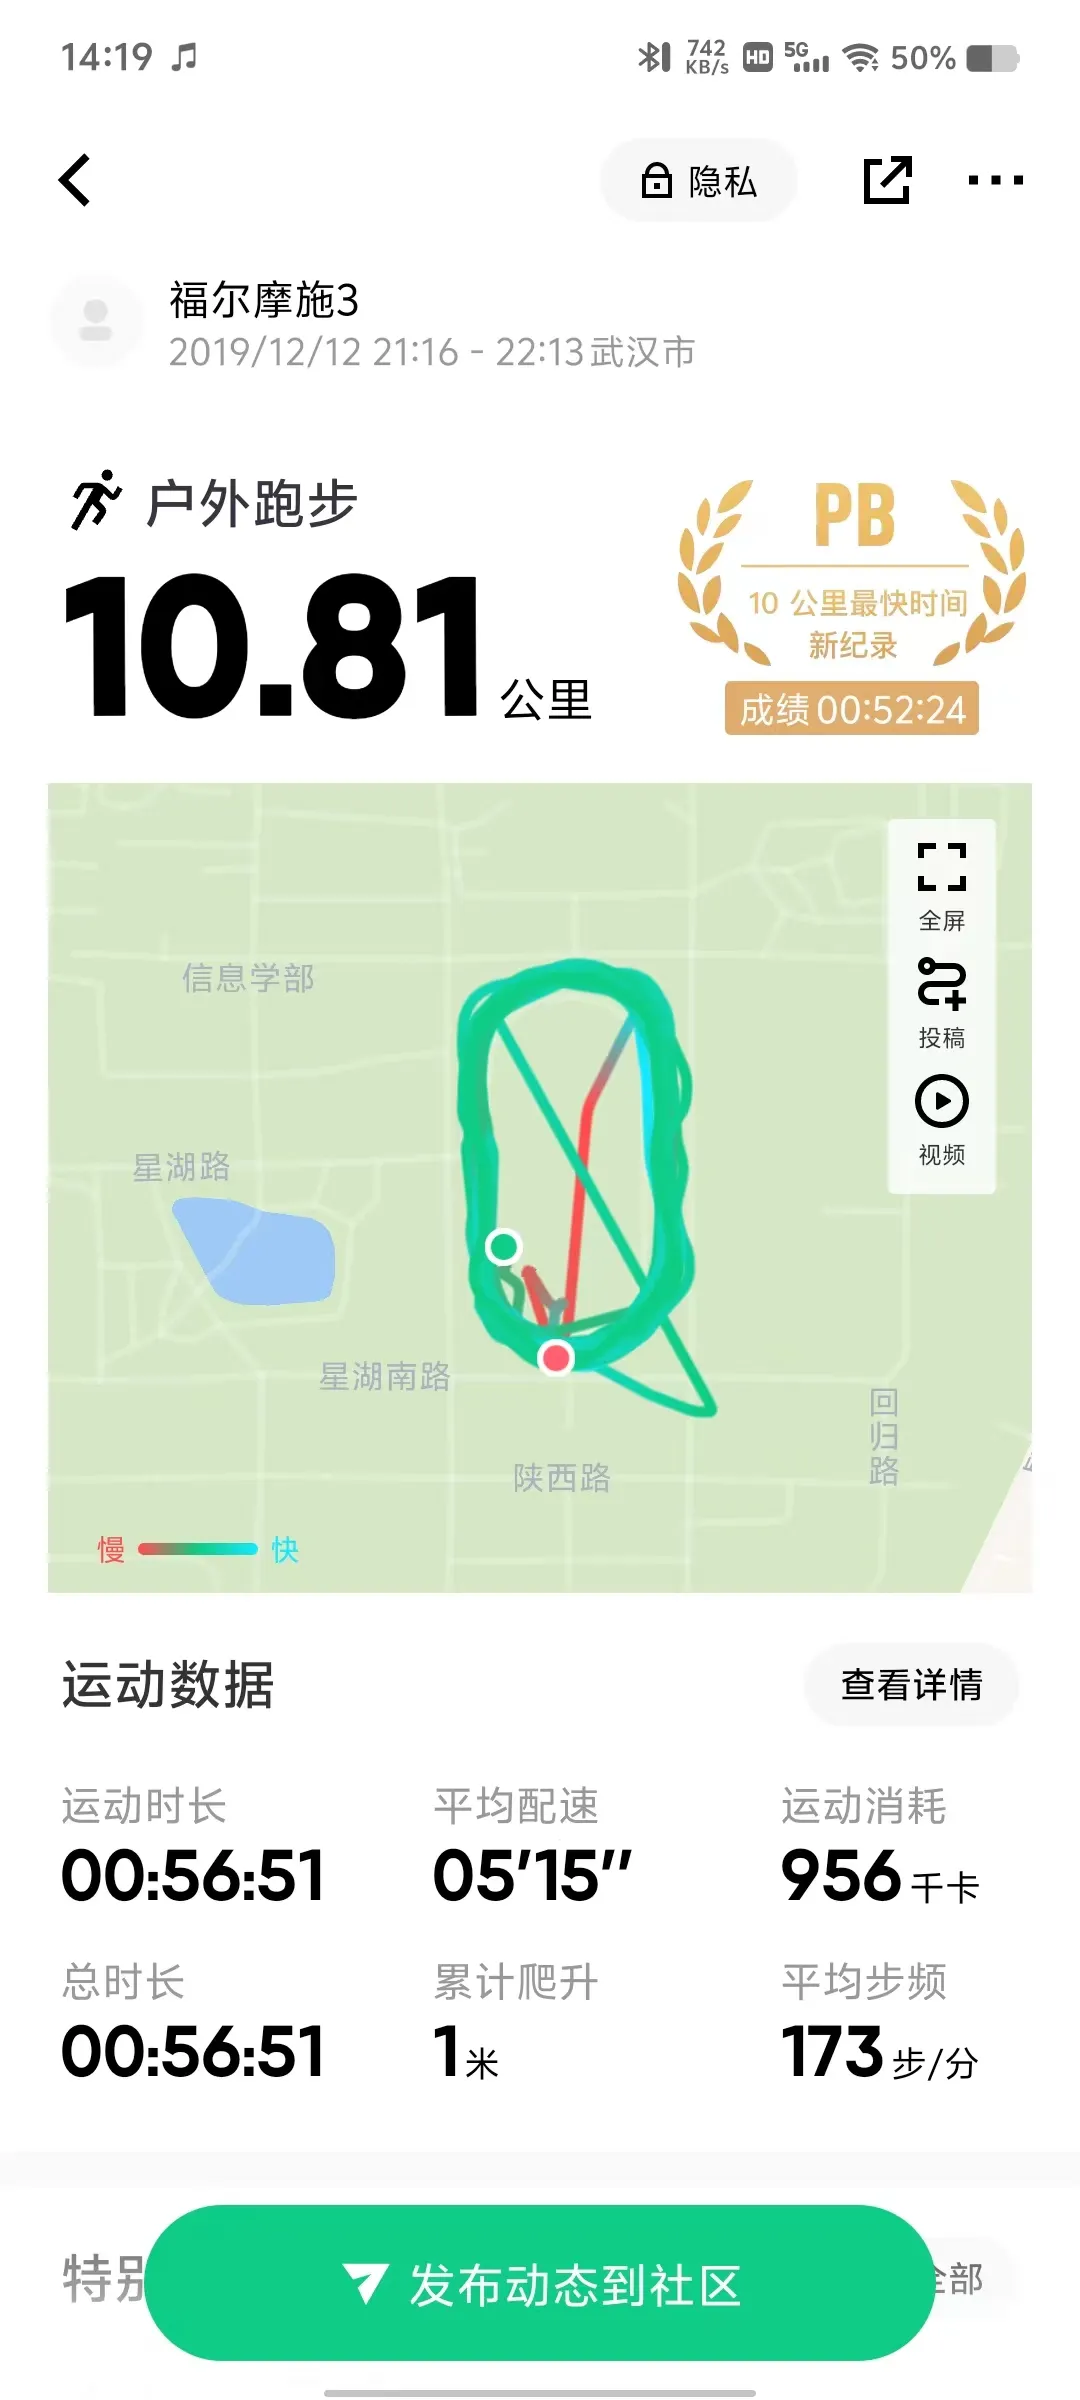 14:19
742 KB/s HD 5G 50%
隐私
福尔摩施3
2019/12/12 21:16 - 22:13 武汉市
户外跑步
10.81 公里
PB
10 公里最快时间
新纪录
成绩 00:52:24
全屏
投稿
视频
信息学部
星湖路
星湖南路
陕西路
回归路
慢 快
运动数据
查看详情
运动时长 平均配速 运动消耗
00:56:51 05'15'' 956 千卡
总时长 累计爬升 平均步频
00:56:51 1 米 173 步/分
特别
全部
发布动态到社区